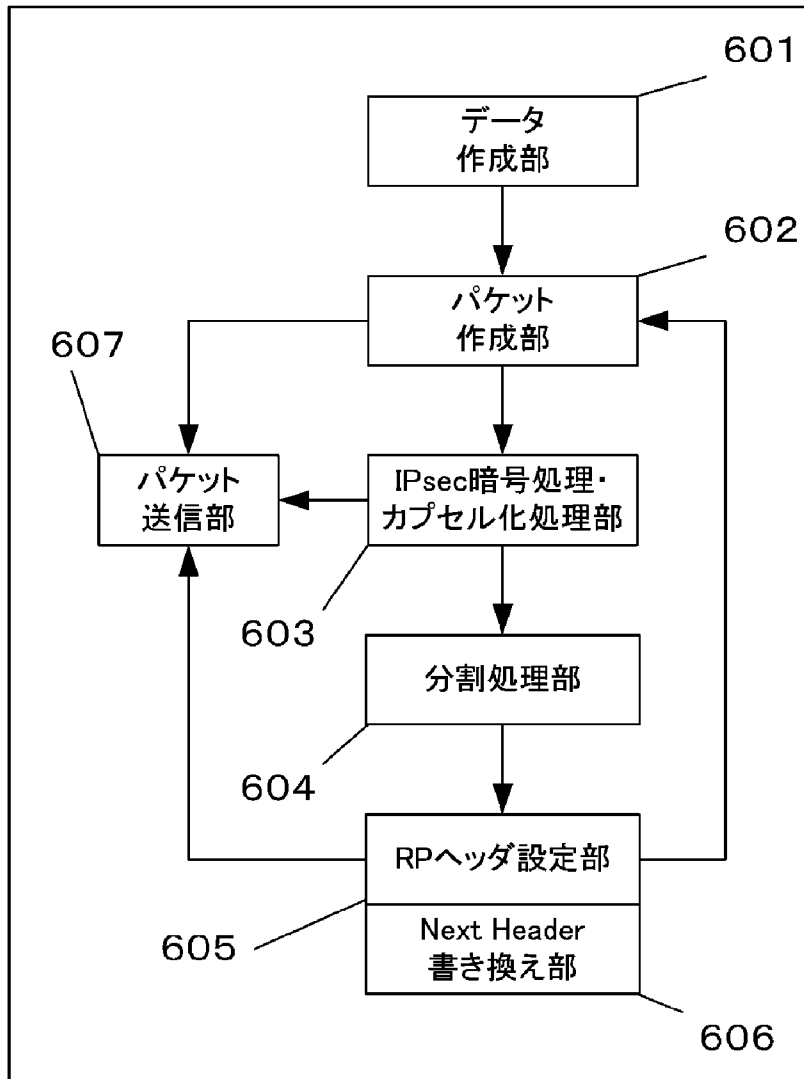 601
データ
作成部
602
パケット
作成部
607
パケット
送信部
IPsec暗号処理・
カプセル化処理部
603
分割処理部
604
RPヘッダ設定部
605
Next Header
書き換え部
606